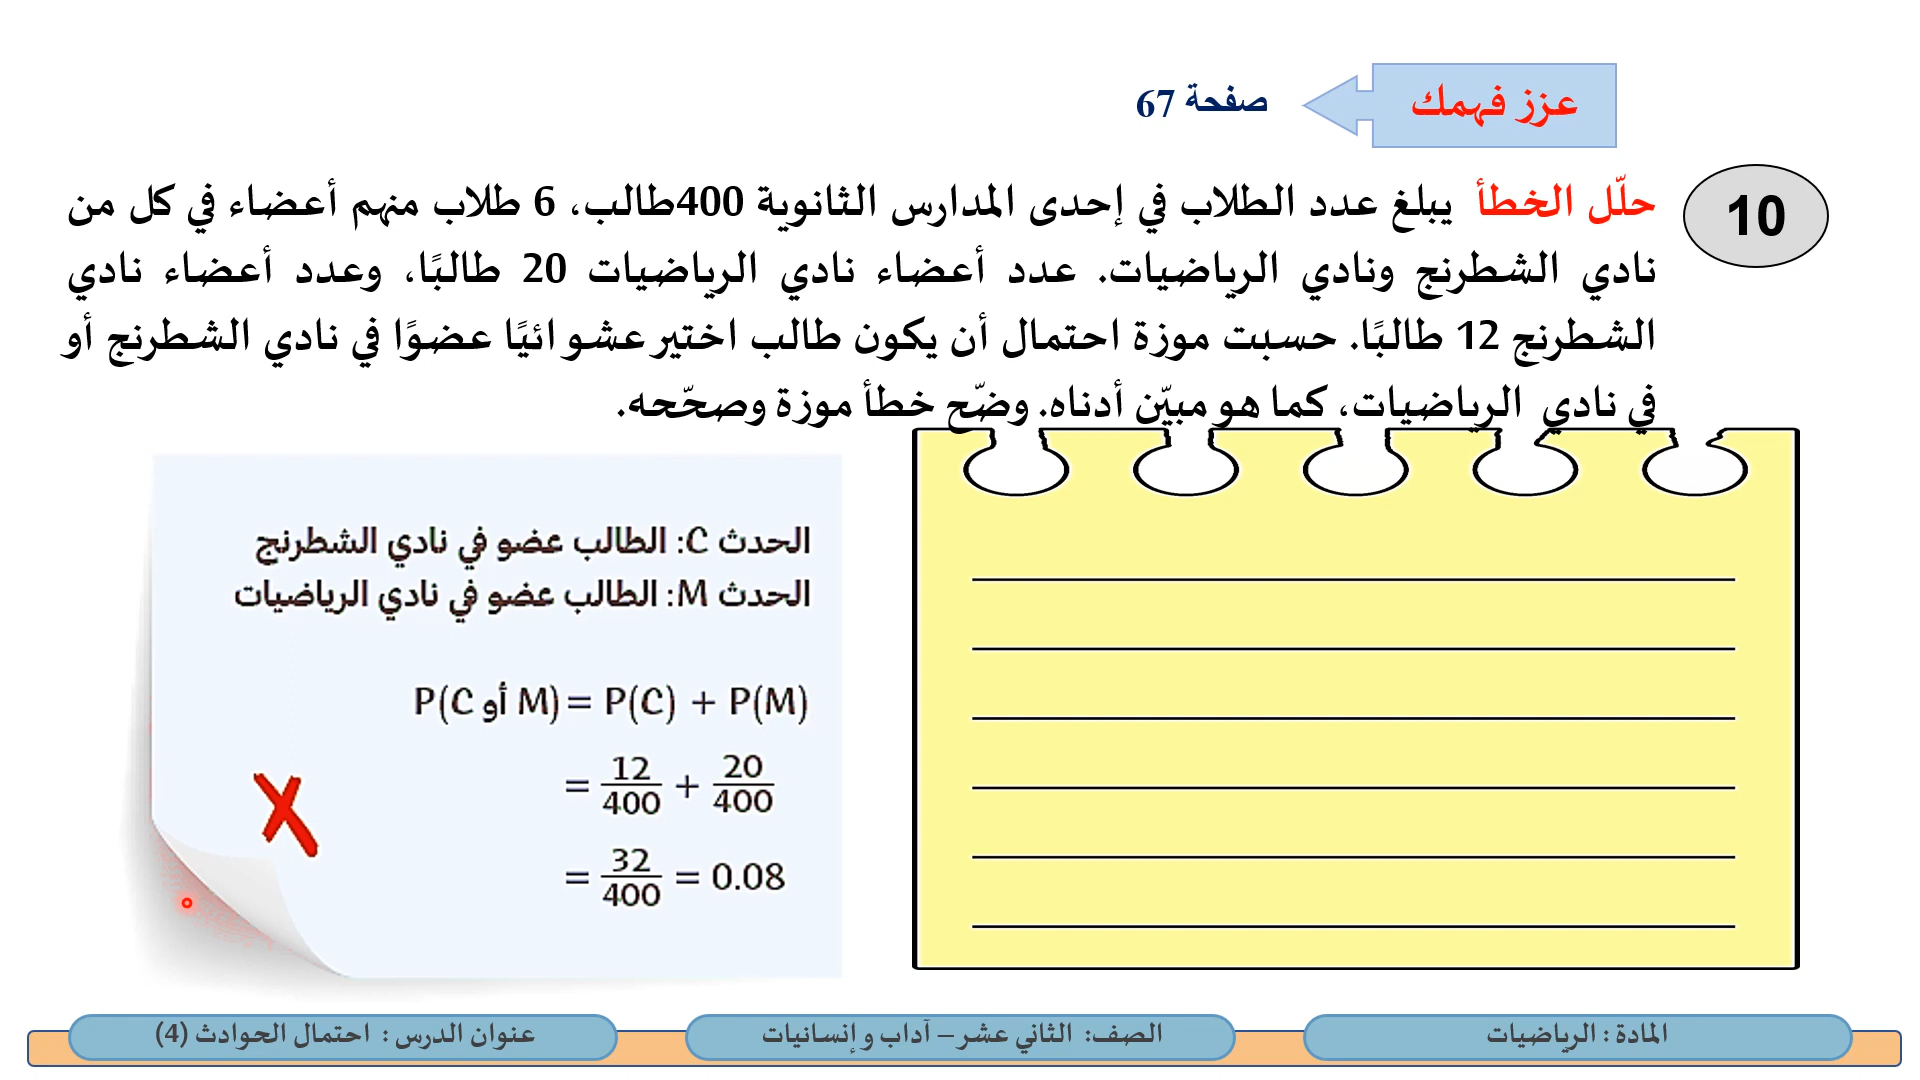 عزز فهمك
صفحة 67
10
حلّل الخطأ يبلغ عدد الطلاب في إحدى المدارس الثانوية 400طالب، 6 طلاب منهم أعضاء في كل من
نادي الشطرنج ونادي الرياضيات. عدد أعضاء نادي الرياضيات 20 طالبًا، وعدد أعضاء نادي
الشطرنج 12 طالبًا. حسبت موزة احتمال أن يكون طالب اختير عشوائيًا عضوًا في نادي الشطرنج أو
في نادي الرياضيات، كما هو مبيّن أدناه. وضّح خطأ موزة وصحّحه.
الحدث C: الطالب عضو في نادي الشطرنج
الحدث M: الطالب عضو في نادي الرياضيات
P(C أو M) = P(C) + P(M)
= 12/400 + 20/400
= 32/400 = 0.08
X
المادة : الرياضيات
الصف: الثاني عشر – آداب و إنسانيات
عنوان الدرس : احتمال الحوادث (4)